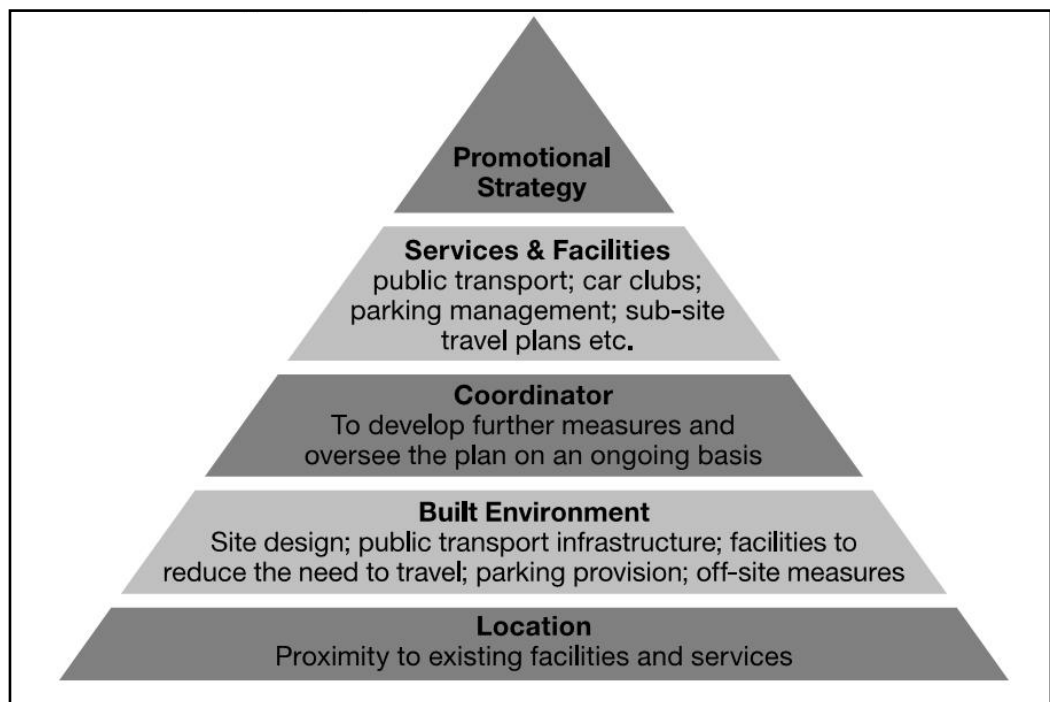 Promotional
Strategy
Services & Facilities
public transport; car clubs;
parking management; sub-site
travel plans etc.
Coordinator
To develop further measures and
oversee the plan on an ongoing basis
Built Environment
Site design; public transport infrastructure; facilities to
reduce the need to travel; parking provision; off-site measures
Location
Proximity to existing facilities and services